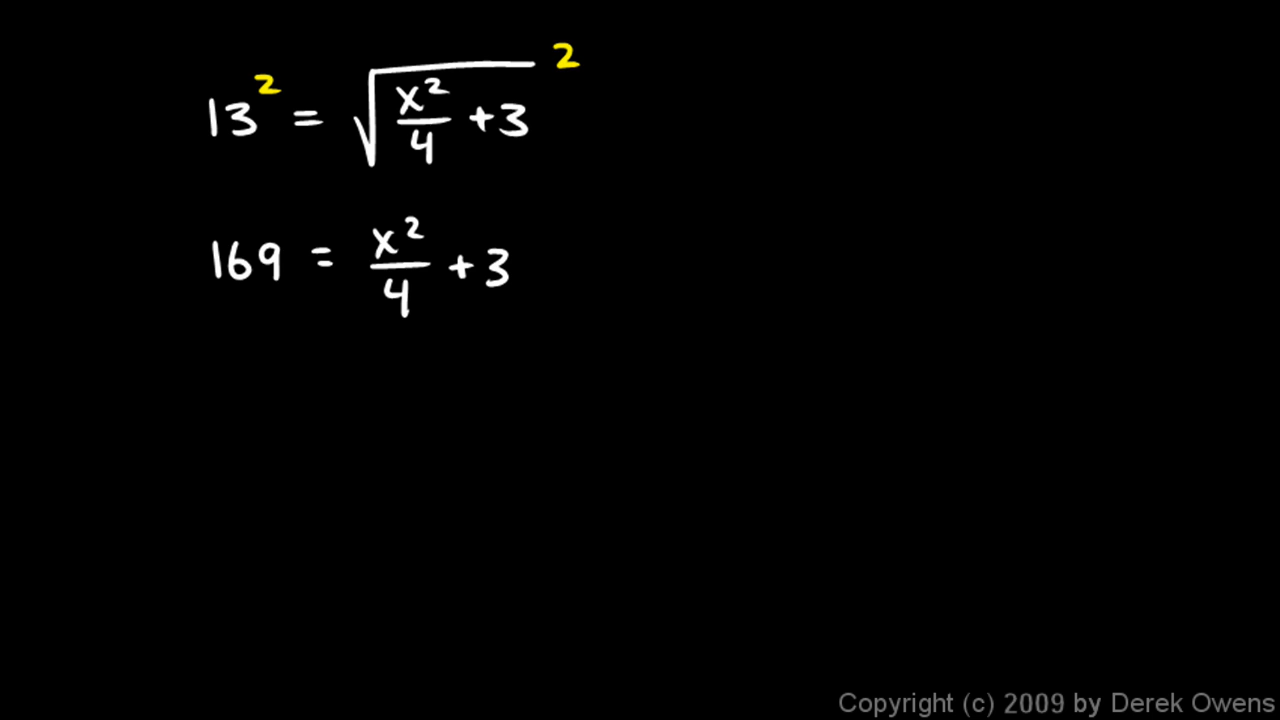 13² = √(x²/4 + 3)²
169 = x²/4 + 3
Copyright (c) 2009 by Derek Owens